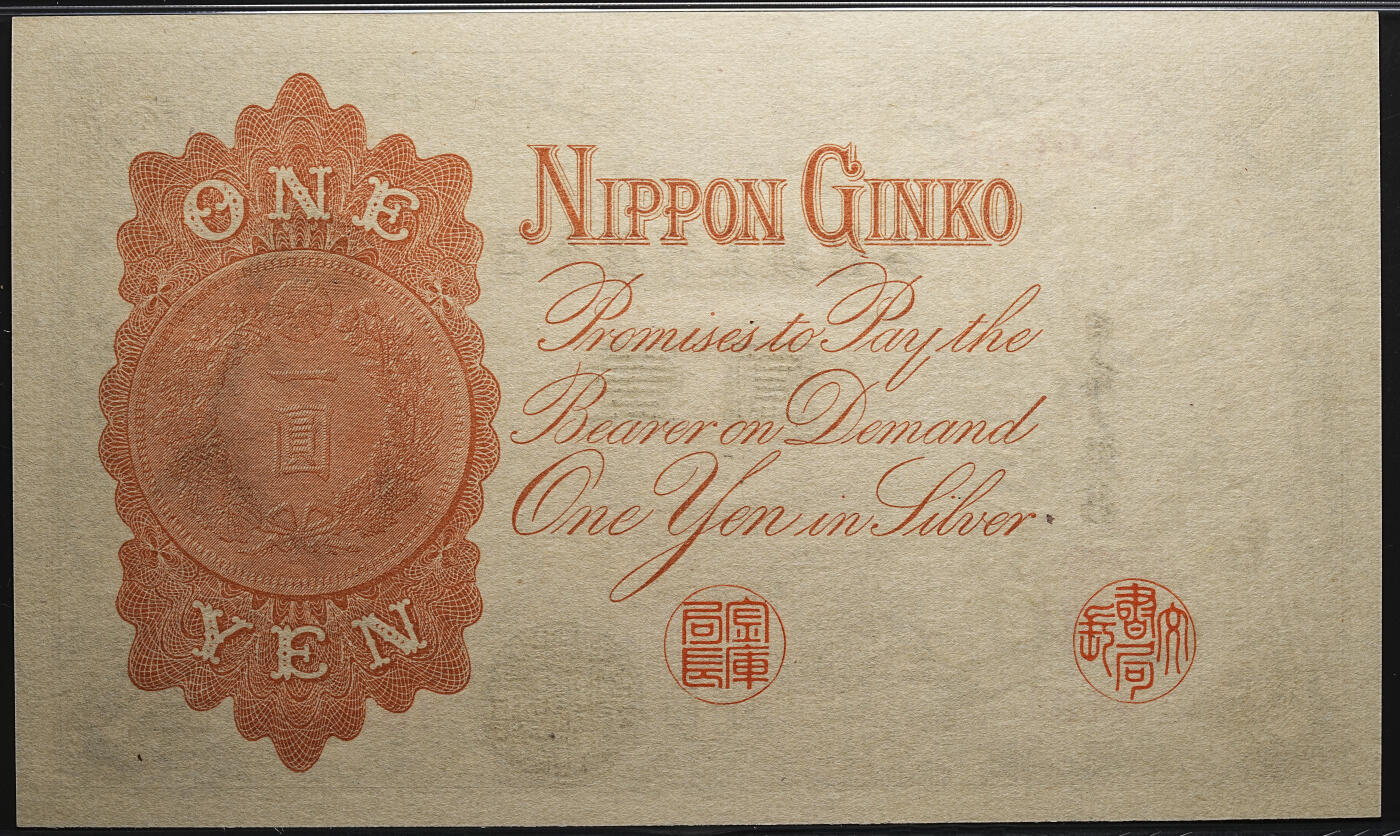 ONE
一圓
YEN
NIPPON GINKO
Promises to Pay the
Bearer on Demand
One Yen in Silver
金庫局長
文書局長